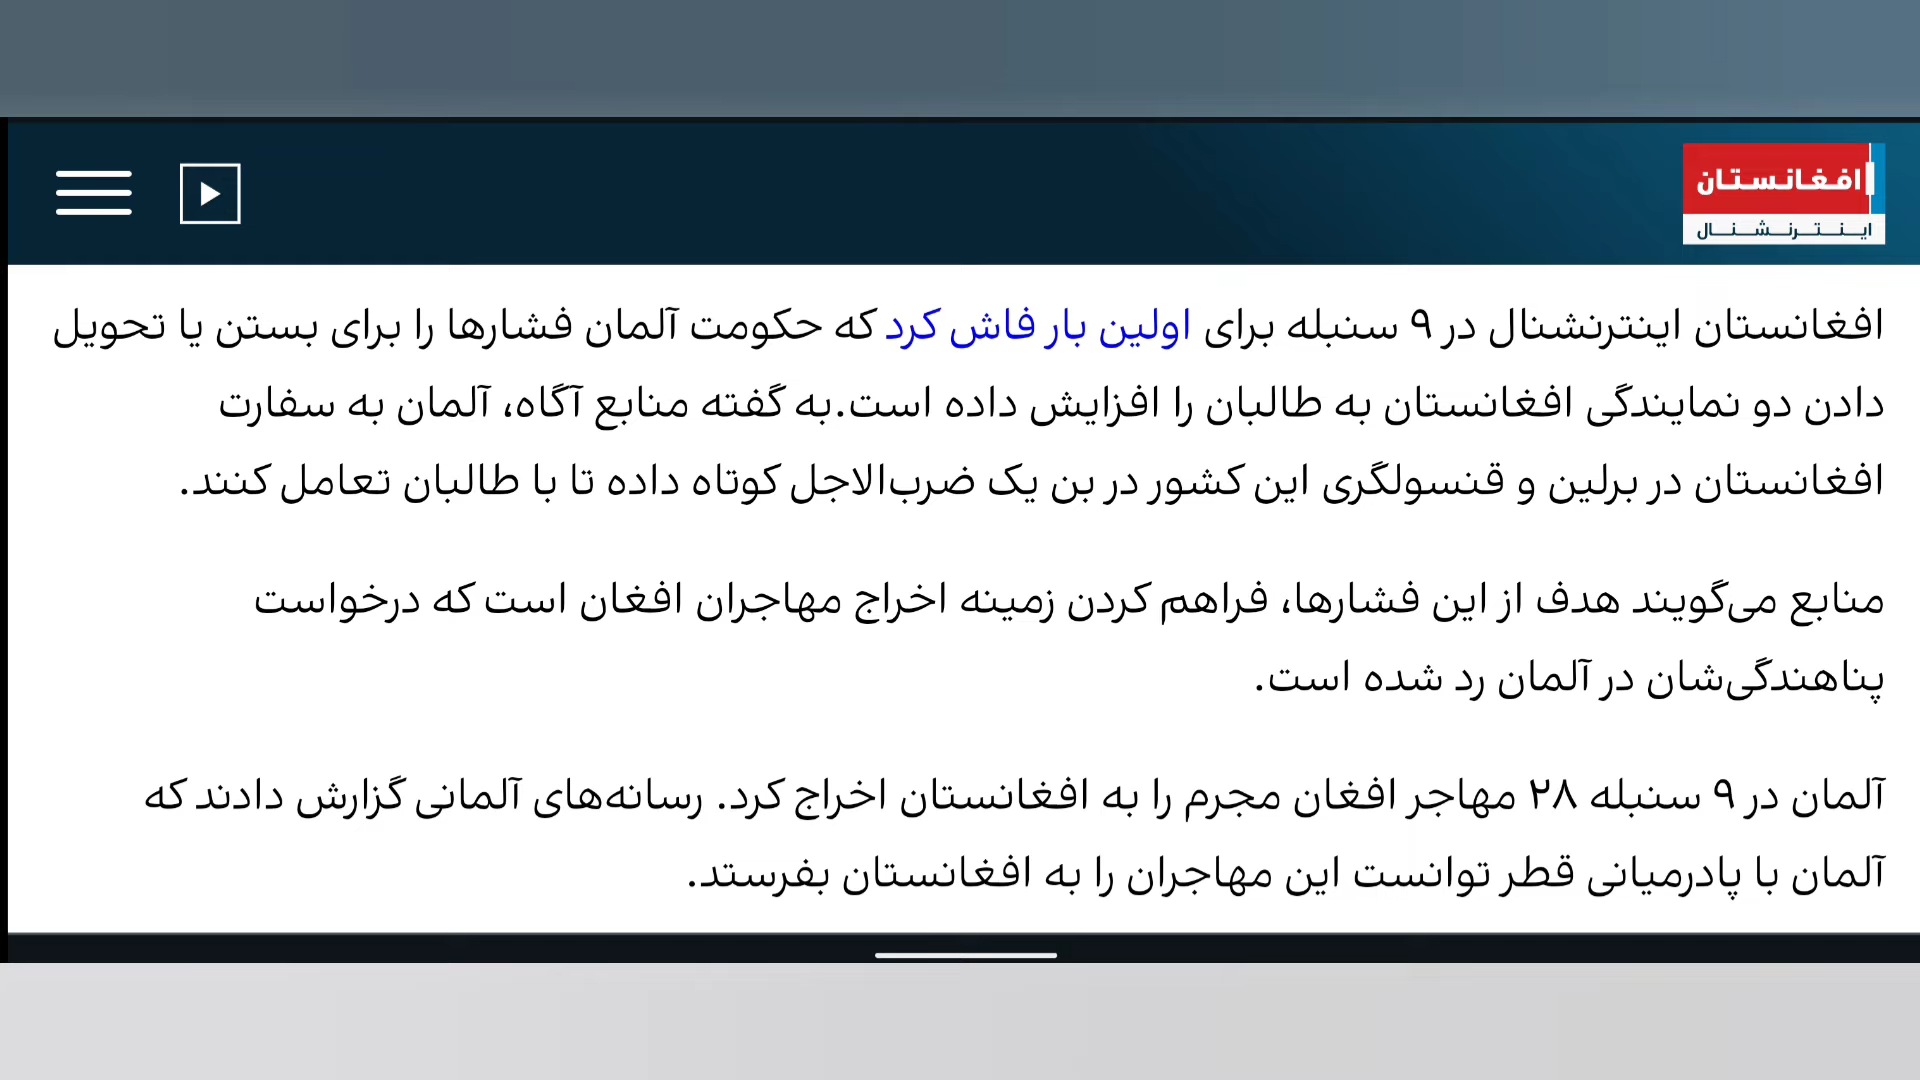 افغانستان
اینترنشنال
افغانستان اینترنشنال در ۹ سنبله برای اولین بار فاش کرد که حکومت آلمان فشارها را برای بستن یا تحویل
دادن دو نمایندگی افغانستان به طالبان را افزایش داده است.به گفته منابع آگاه، آلمان به سفارت
افغانستان در برلین و قنسولگری این کشور در بن یک ضرب‌الاجل کوتاه داده تا با طالبان تعامل کنند.
منابع می‌گویند هدف از این فشارها، فراهم کردن زمینه اخراج مهاجران افغان است که درخواست
پناهندگی‌شان در آلمان رد شده است.
آلمان در ۹ سنبله ۲۸ مهاجر افغان مجرم را به افغانستان اخراج کرد. رسانه‌های آلمانی گزارش دادند که
آلمان با پادرمیانی قطر توانست این مهاجران را به افغانستان بفرستد.